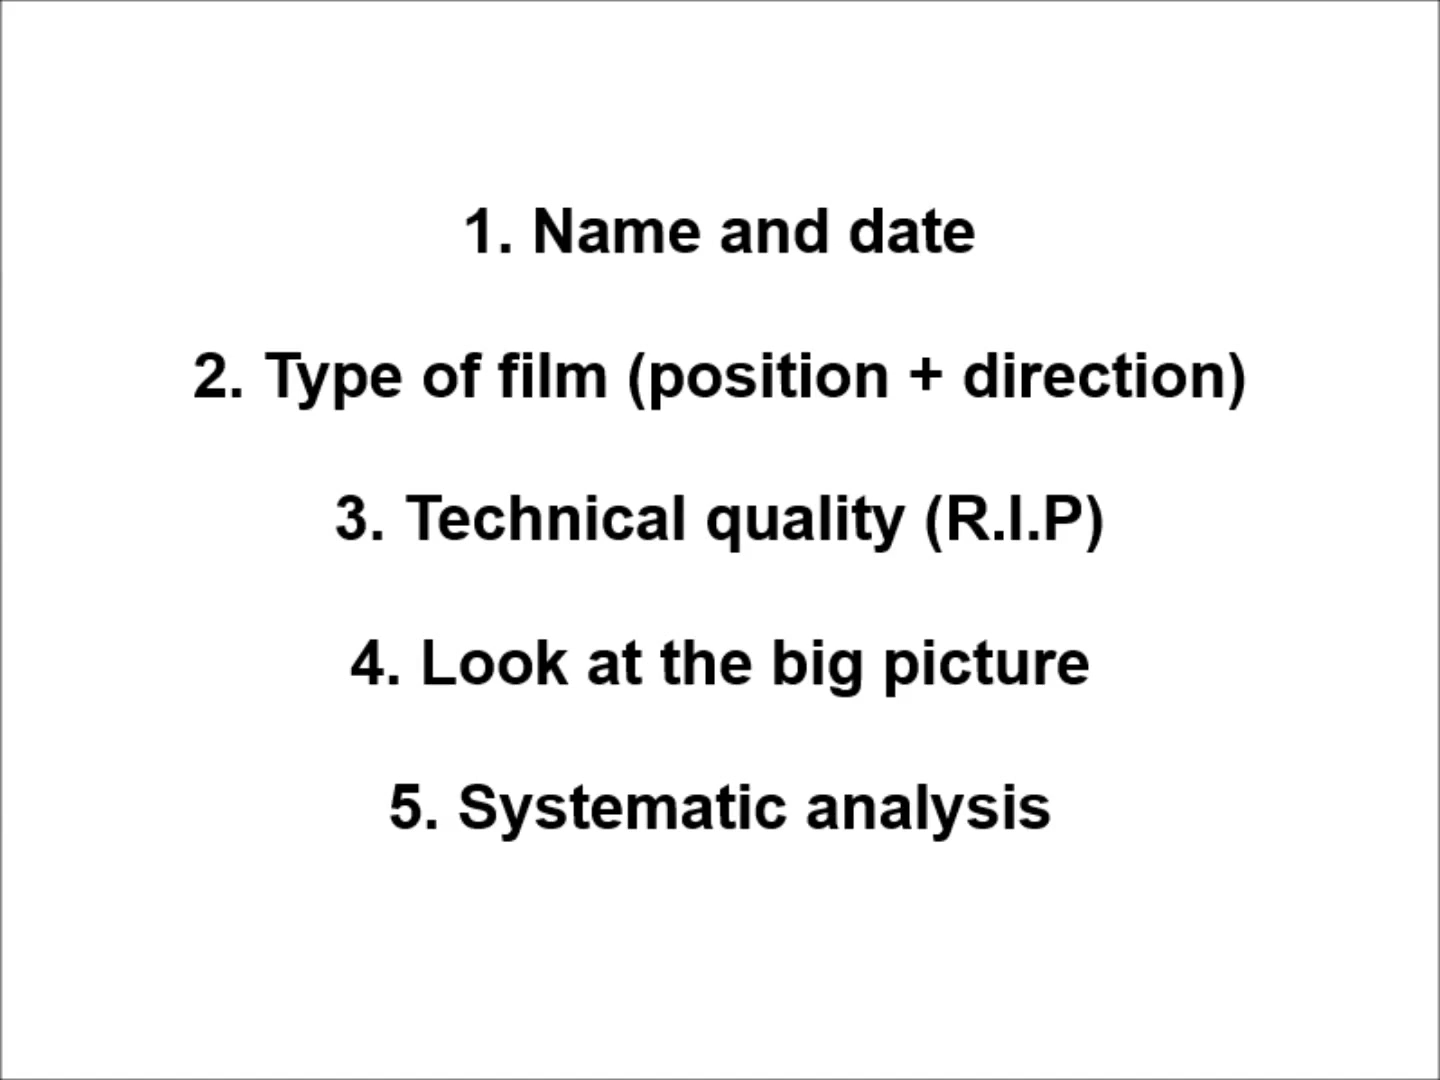 1. Name and date
2. Type of film (position + direction)
3. Technical quality (R.I.P)
4. Look at the big picture
5. Systematic analysis